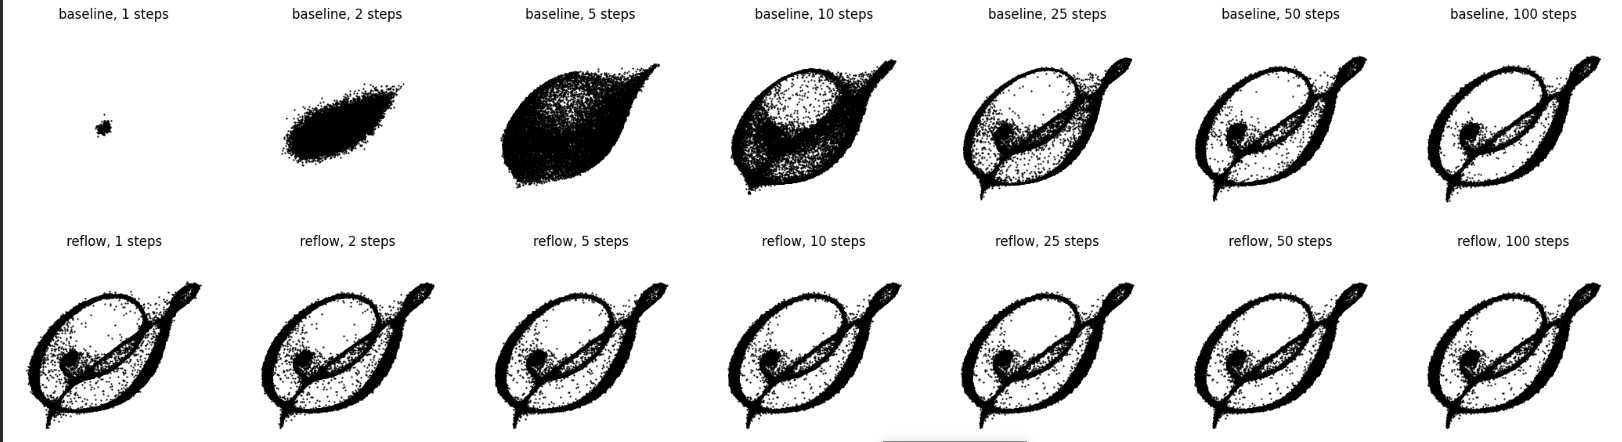 baseline, 1 steps
baseline, 2 steps
baseline, 5 steps
baseline, 10 steps
baseline, 25 steps
baseline, 50 steps
baseline, 100 steps
reflow, 1 steps
reflow, 2 steps
reflow, 5 steps
reflow, 10 steps
reflow, 25 steps
reflow, 50 steps
reflow, 100 steps